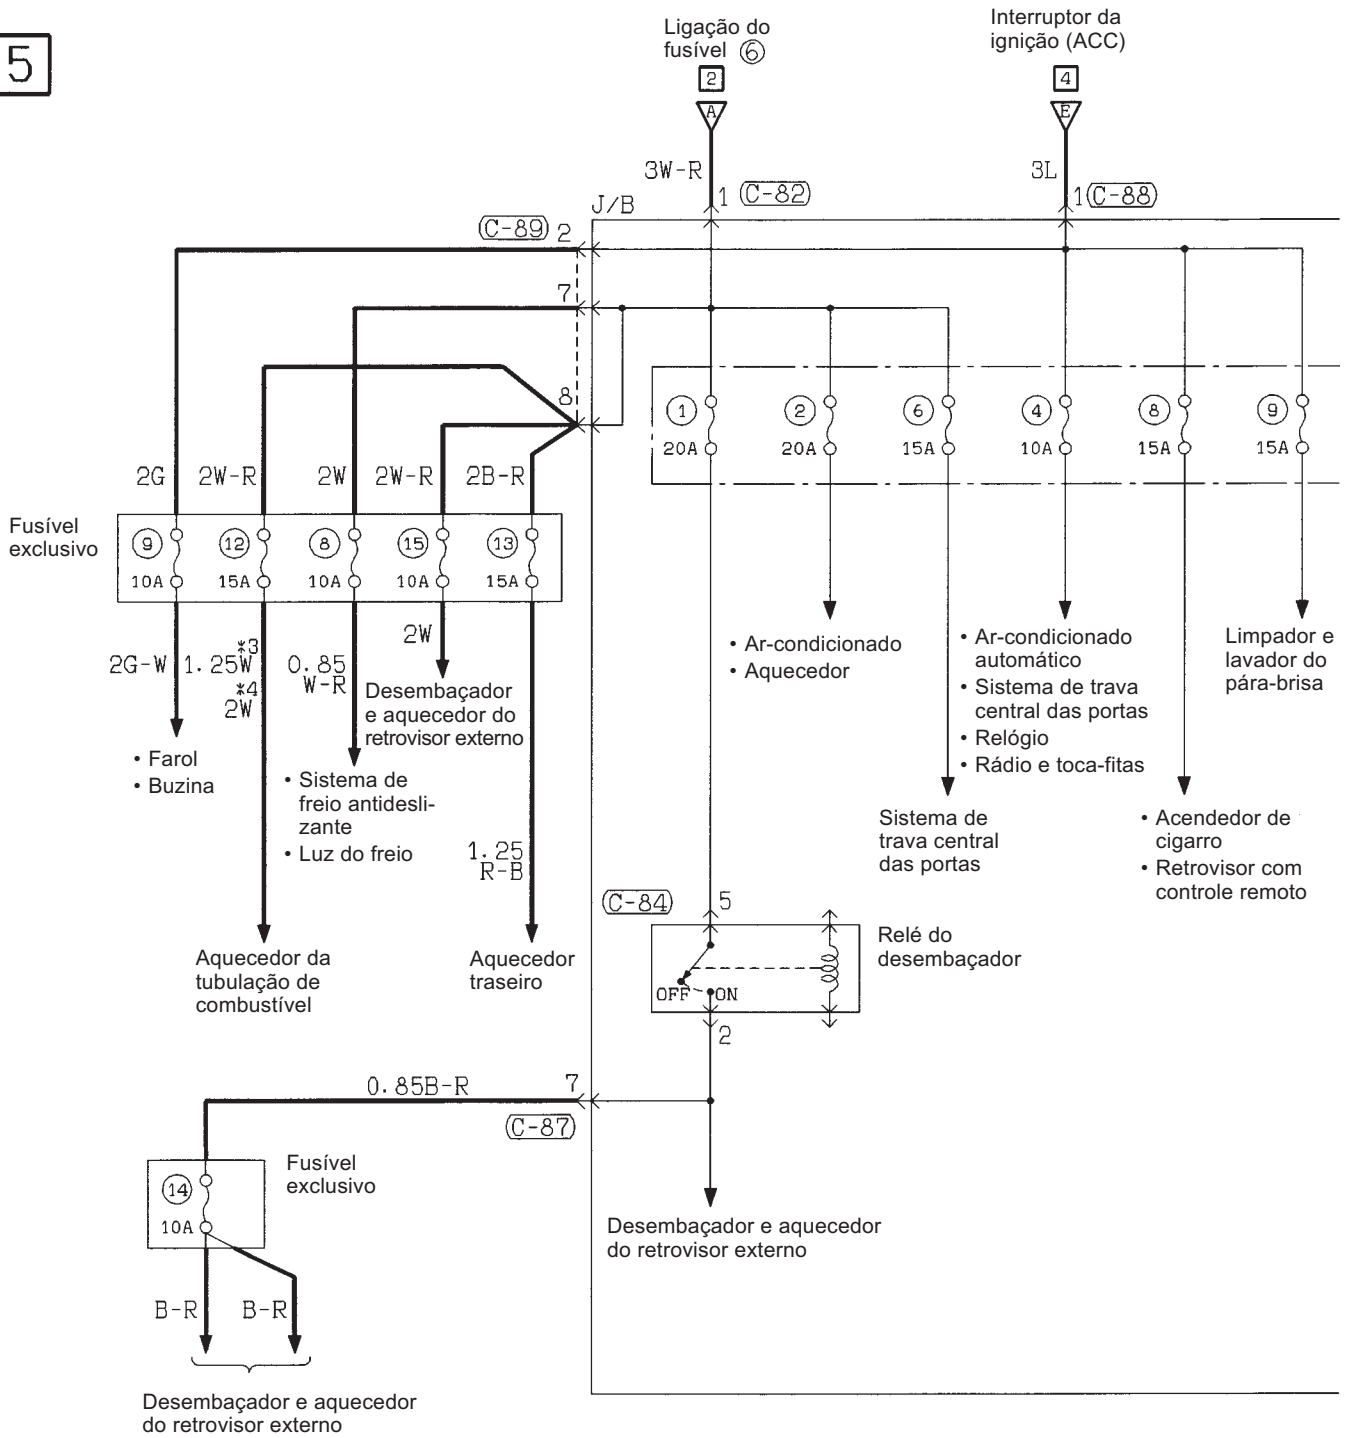 5
Ligação do
fusível ⑥
Interruptor da
ignição (ACC)
2
4
A
E
3W-R
3L
1 (C-82)
1 (C-88)
J/B
(C-89) 2
7
8
① ② ⑥ ④ ⑧ ⑨
20A 20A 15A 10A 15A 15A
2G 2W-R 2W 2W-R 2B-R
Fusível
exclusivo
⑨ ⑫ ⑧ ⑮ ⑬
10A 15A 10A 10A 15A
2G-W
1.25W *3
2W *4
0.85
W-R
2W
Desembaçador
e aquecedor do
retrovisor externo
• Farol
• Buzina
• Sistema de
freio antidesli-
zante
• Luz do freio
1.25
R-B
Aquecedor da
tubulação de
combustível
Aquecedor
traseiro
• Ar-condicionado
• Aquecedor
• Ar-condicionado
automático
• Sistema de trava
central das portas
• Relógio
• Rádio e toca-fitas
Limpador e
lavador do
pára-brisa
Sistema de
trava central
das portas
• Acendedor de
cigarro
• Retrovisor com
controle remoto
(C-84) 5
Relé do
desembaçador
OFF ON
2
0.85B-R 7
(C-87)
Fusível
exclusivo
⑭
10A
B-R B-R
Desembaçador e aquecedor
do retrovisor externo
Desembaçador e aquecedor
do retrovisor externo